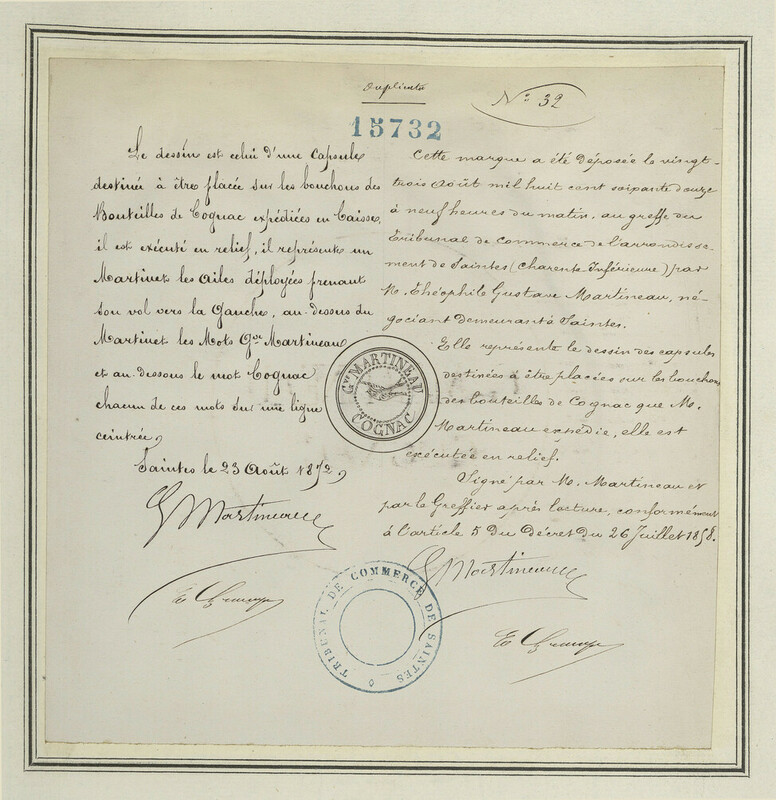 Duplicata
N° 32
15732
Le dessin est celui d'une capsule
destinée à être placée sur les bouchons des
Bouteilles de Cognac expédiées en Caisses,
il est exécuté en relief, il représente un
Martinet les Ailes déployées prenant
son vol vers la Gauche, au-dessus du
Martinet les Mots Gve Martineau
et au-dessous le mot Cognac
chacun de ces mots sur une ligne
ceintrée,
Saintes le 23 Août 1872,
G Martineau
Cette marque a été déposée le vingt-
trois Août mil huit cent soixante douze
à neuf heures du matin, au greffe du
Tribunal de Commerce de l'arrondisse-
ment de Saintes (Charente-Inférieure) par
M. Théophile Gustave Martineau, né-
gociant demeurant à Saintes.
Elle représente le dessin des capsules
destinées à être placées sur les bouchons
des bouteilles de Cognac que M.
Martineau expédie, elle est
exécutée en relief.
Signé par M. Martineau et
par le Greffier après lecture, conformément
à l'article 5 du Décret du 26 Juillet 1858.
G Martineau
Gve MARTINEAU
COGNAC
TRIBUNAL DE COMMERCE DE SAINTES